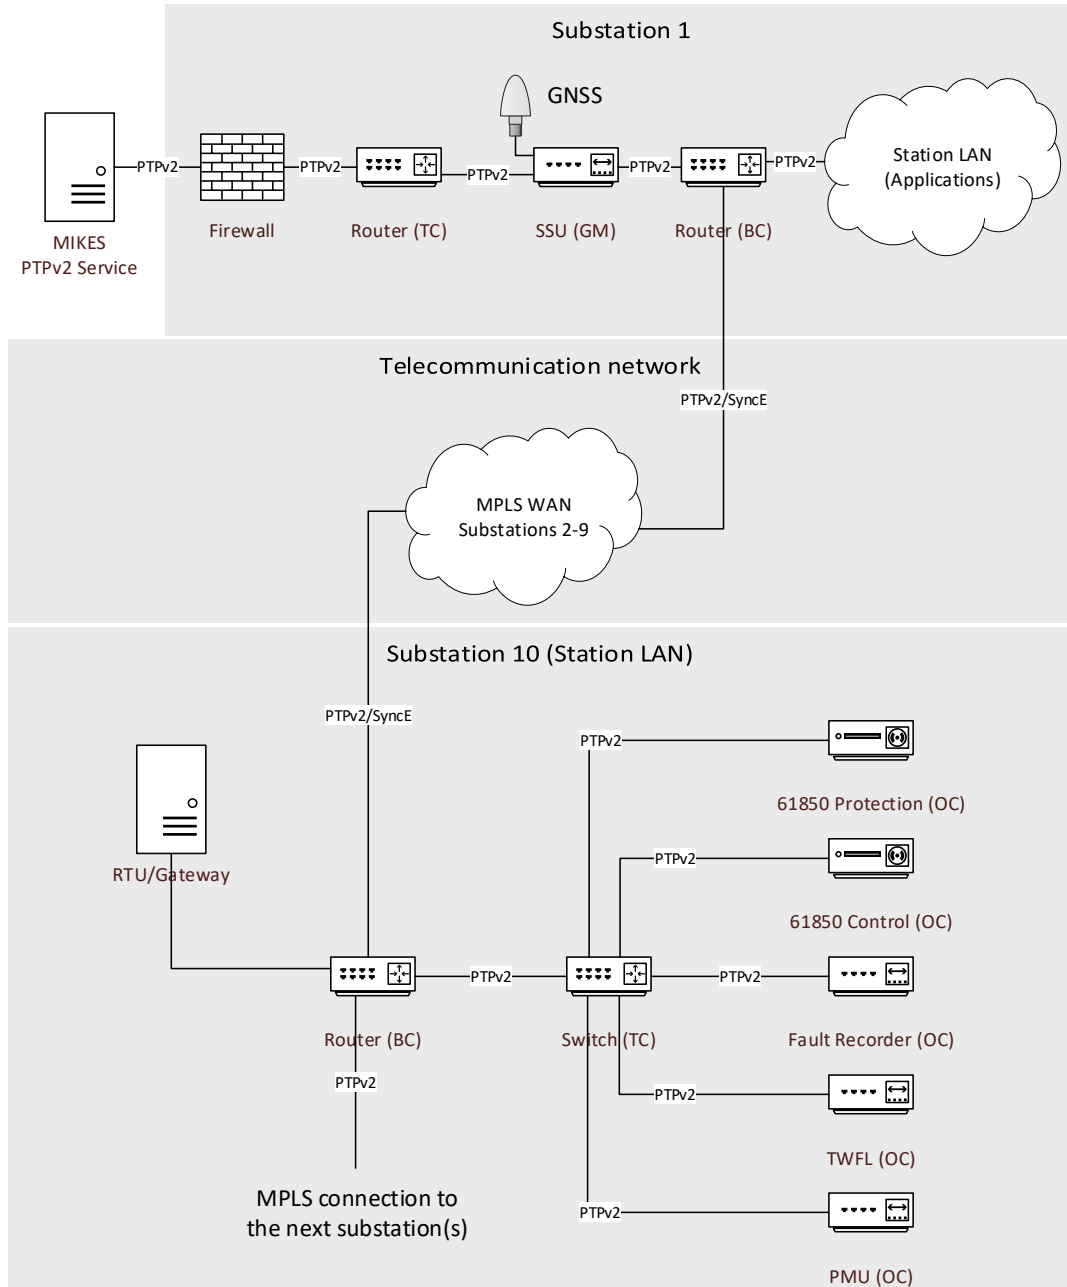 Substation 1
GNSS
PTPv2
PTPv2
PTPv2
PTPv2
PTPv2
Station LAN
(Applications)
MIKES
PTPv2 Service
Firewall
Router (TC)
SSU (GM)
Router (BC)
Telecommunication network
PTPv2/SyncE
MPLS WAN
Substations 2-9
Substation 10 (Station LAN)
PTPv2/SyncE
PTPv2
61850 Protection (OC)
PTPv2
RTU/Gateway
61850 Control (OC)
PTPv2
PTPv2
Router (BC)
Switch (TC)
Fault Recorder (OC)
PTPv2
PTPv2
TWFL (OC)
MPLS connection to
the next substation(s)
PTPv2
PMU (OC)